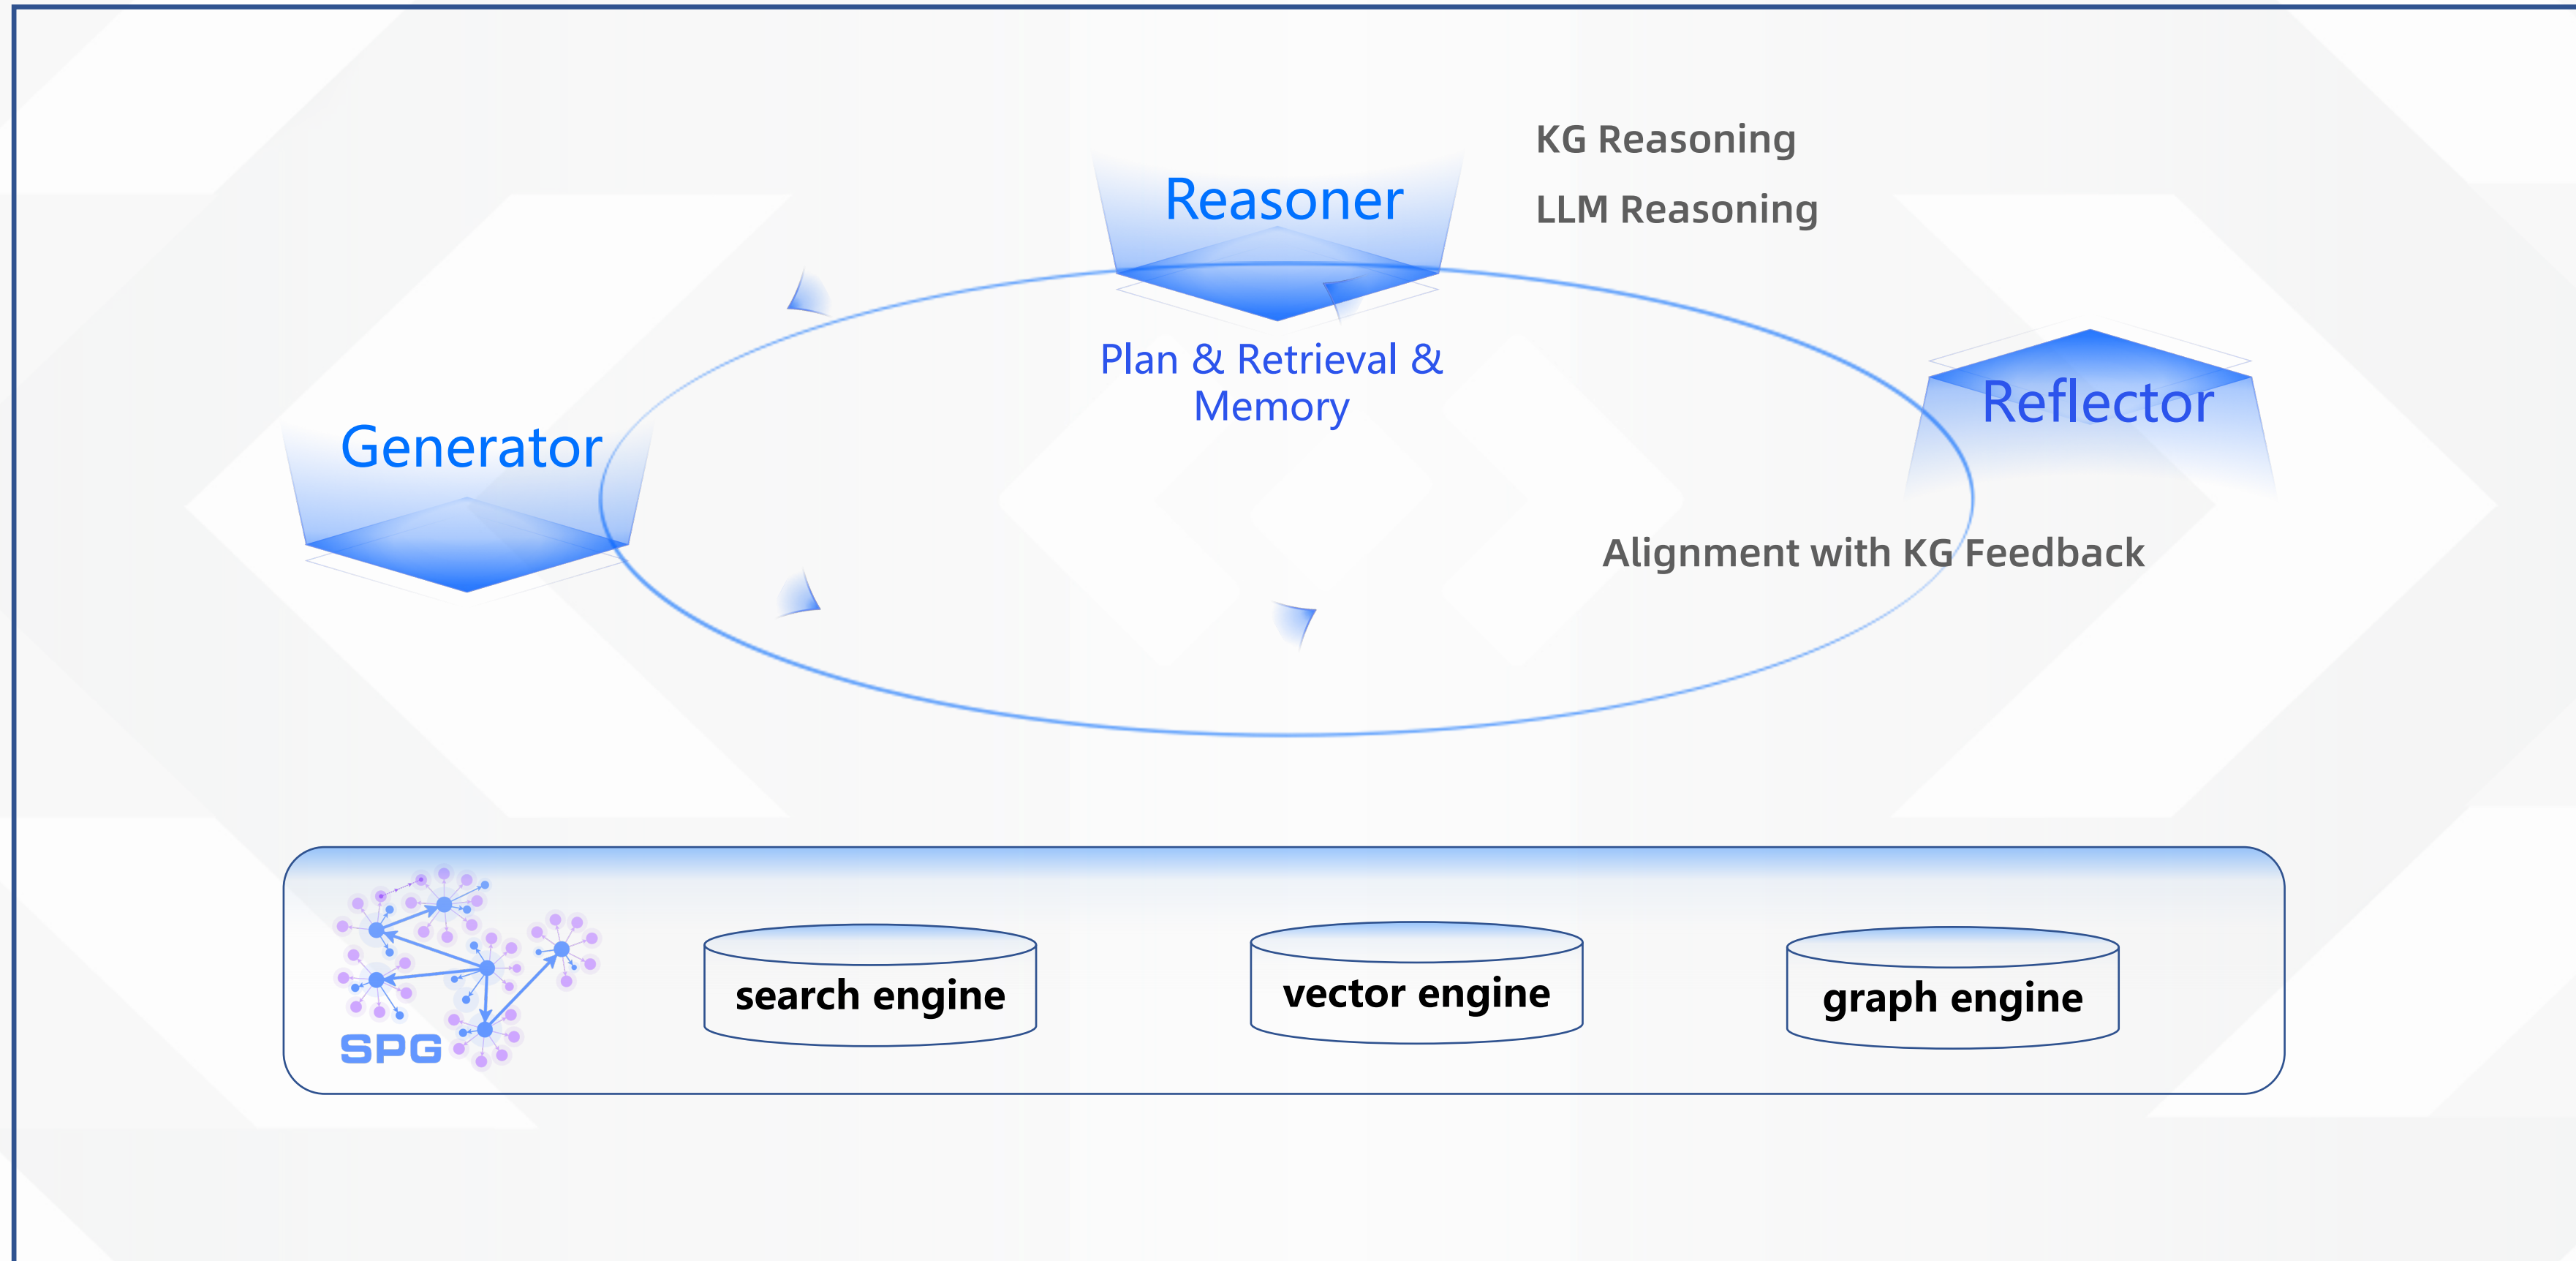 KG Reasoning
LLM Reasoning
Reasoner
Plan & Retrieval &
Memory
Reflector
Generator
Alignment with KG Feedback
SPG
search engine
vector engine
graph engine